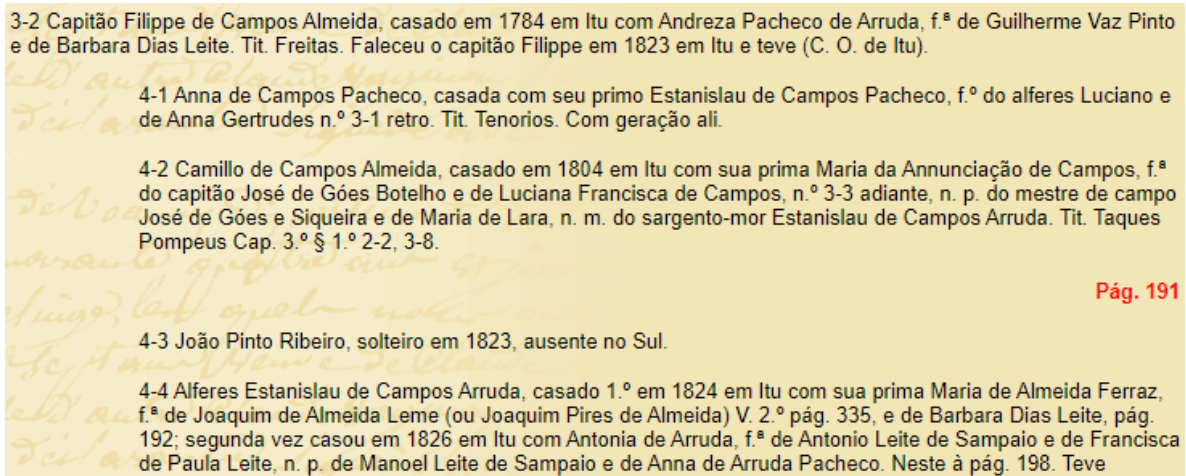 3-2 Capitão Filippe de Campos Almeida, casado em 1784 em Itu com Andreza Pacheco de Arruda, f.ª de Guilherme Vaz Pinto
e de Barbara Dias Leite. Tit. Freitas. Faleceu o capitão Filippe em 1823 em Itu e teve (C. O. de Itu).
4-1 Anna de Campos Pacheco, casada com seu primo Estanislau de Campos Pacheco, f.º do alferes Luciano e
de Anna Gertrudes n.º 3-1 retro. Tit. Tenorios. Com geração ali.
4-2 Camillo de Campos Almeida, casado em 1804 em Itu com sua prima Maria da Annunciação de Campos, f.ª
do capitão José de Góes Botelho e de Luciana Francisca de Campos, n.º 3-3 adiante, n. p. do mestre de campo
José de Góes e Siqueira e de Maria de Lara, n. m. do sargento-mor Estanislau de Campos Arruda. Tit. Taques
Pompeus Cap. 3.º § 1.º 2-2, 3-8.
Pág. 191
4-3 João Pinto Ribeiro, solteiro em 1823, ausente no Sul.
4-4 Alferes Estanislau de Campos Arruda, casado 1.º em 1824 em Itu com sua prima Maria de Almeida Ferraz,
f.ª de Joaquim de Almeida Leme (ou Joaquim Pires de Almeida) V. 2.º pág. 335, e de Barbara Dias Leite, pág.
192; segunda vez casou em 1826 em Itu com Antonia de Arruda, f.ª de Antonio Leite de Sampaio e de Francisca
de Paula Leite, n. p. de Manoel Leite de Sampaio e de Anna de Arruda Pacheco. Neste à pág. 198. Teve